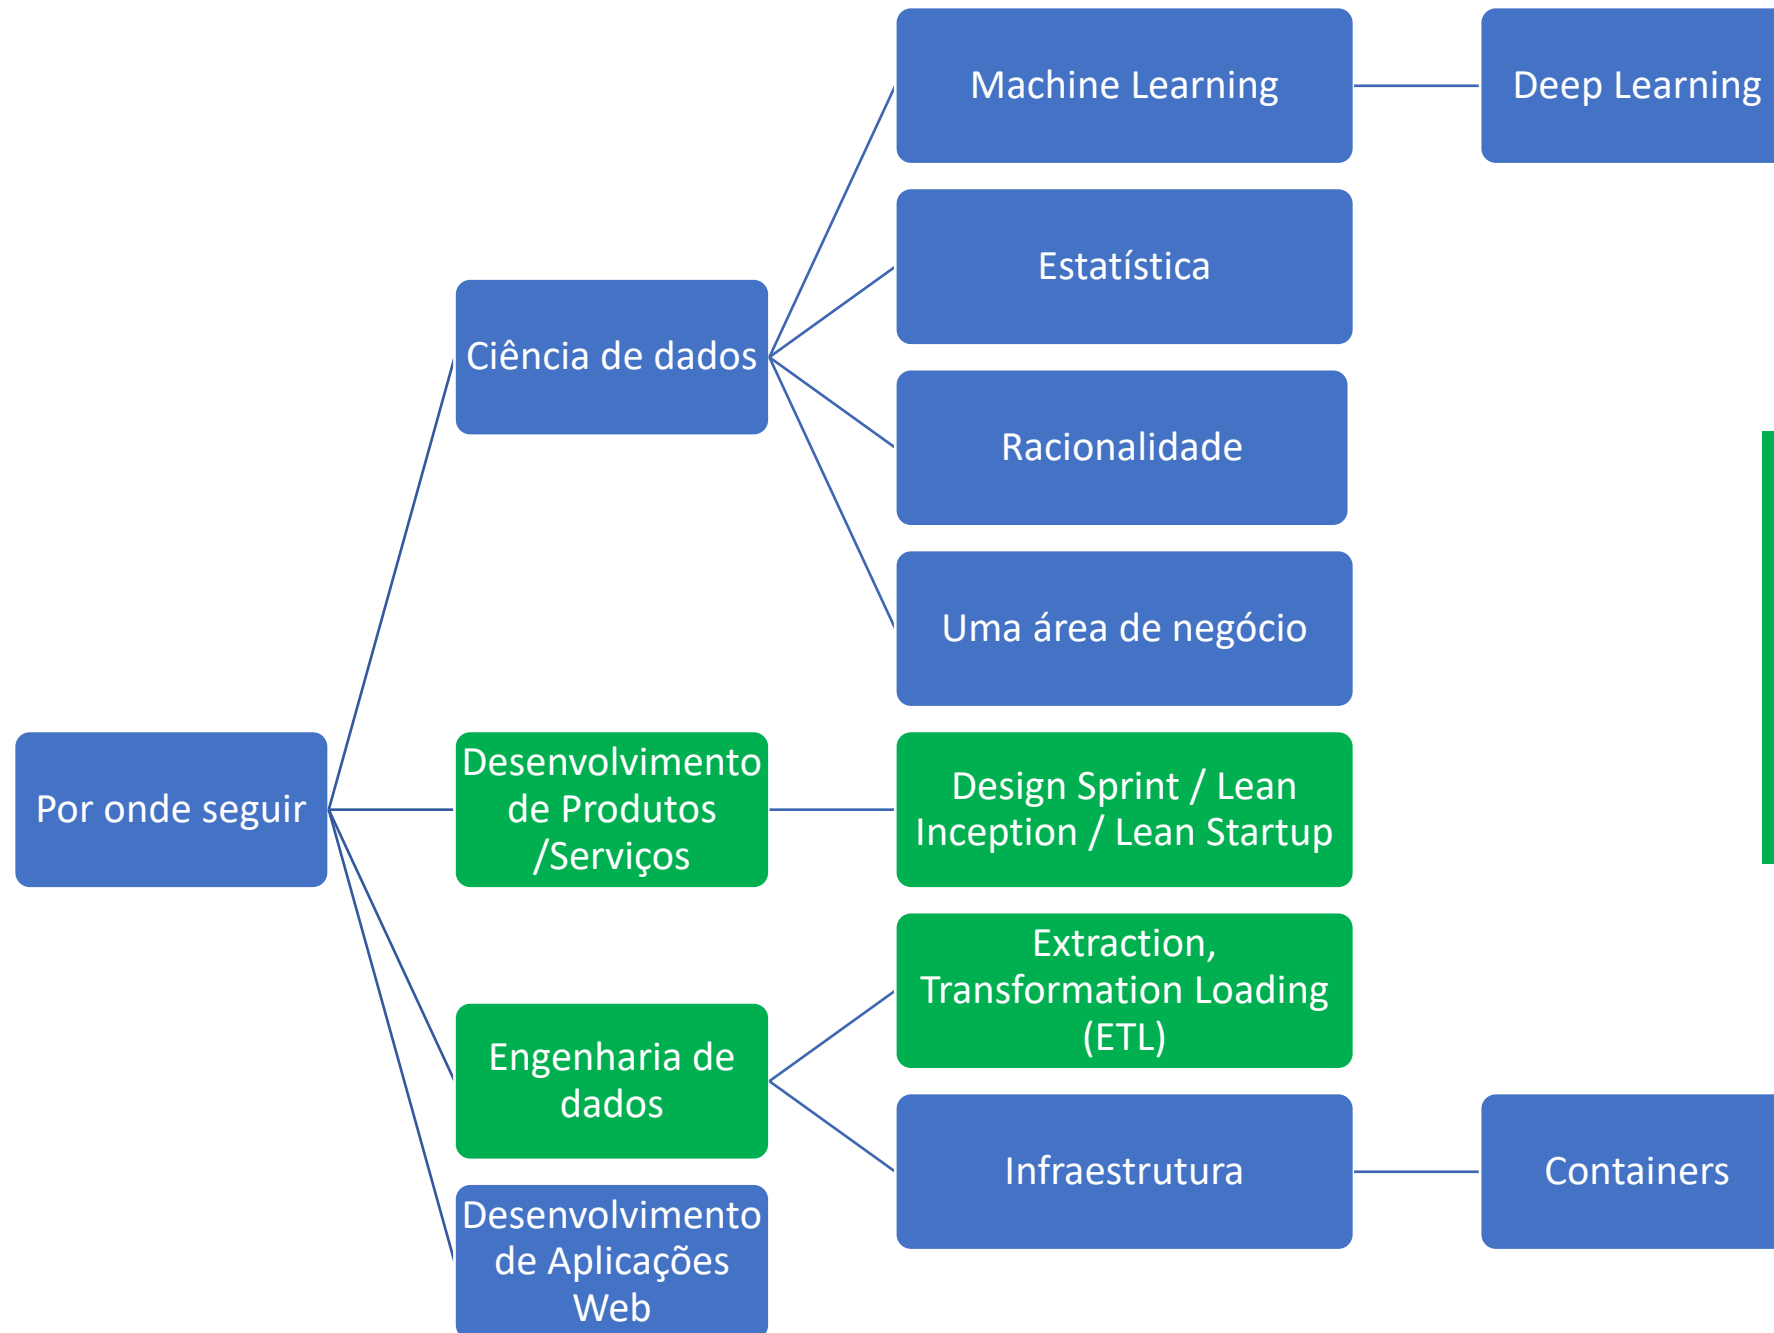 Machine Learning
Deep Learning
Estatística
Ciência de dados
Racionalidade
Uma área de negócio
Por onde seguir
Desenvolvimento
de Produtos
/Serviços
Design Sprint / Lean
Inception / Lean Startup
Extraction,
Transformation Loading
(ETL)
Engenharia de
dados
Infraestrutura
Containers
Desenvolvimento
de Aplicações
Web